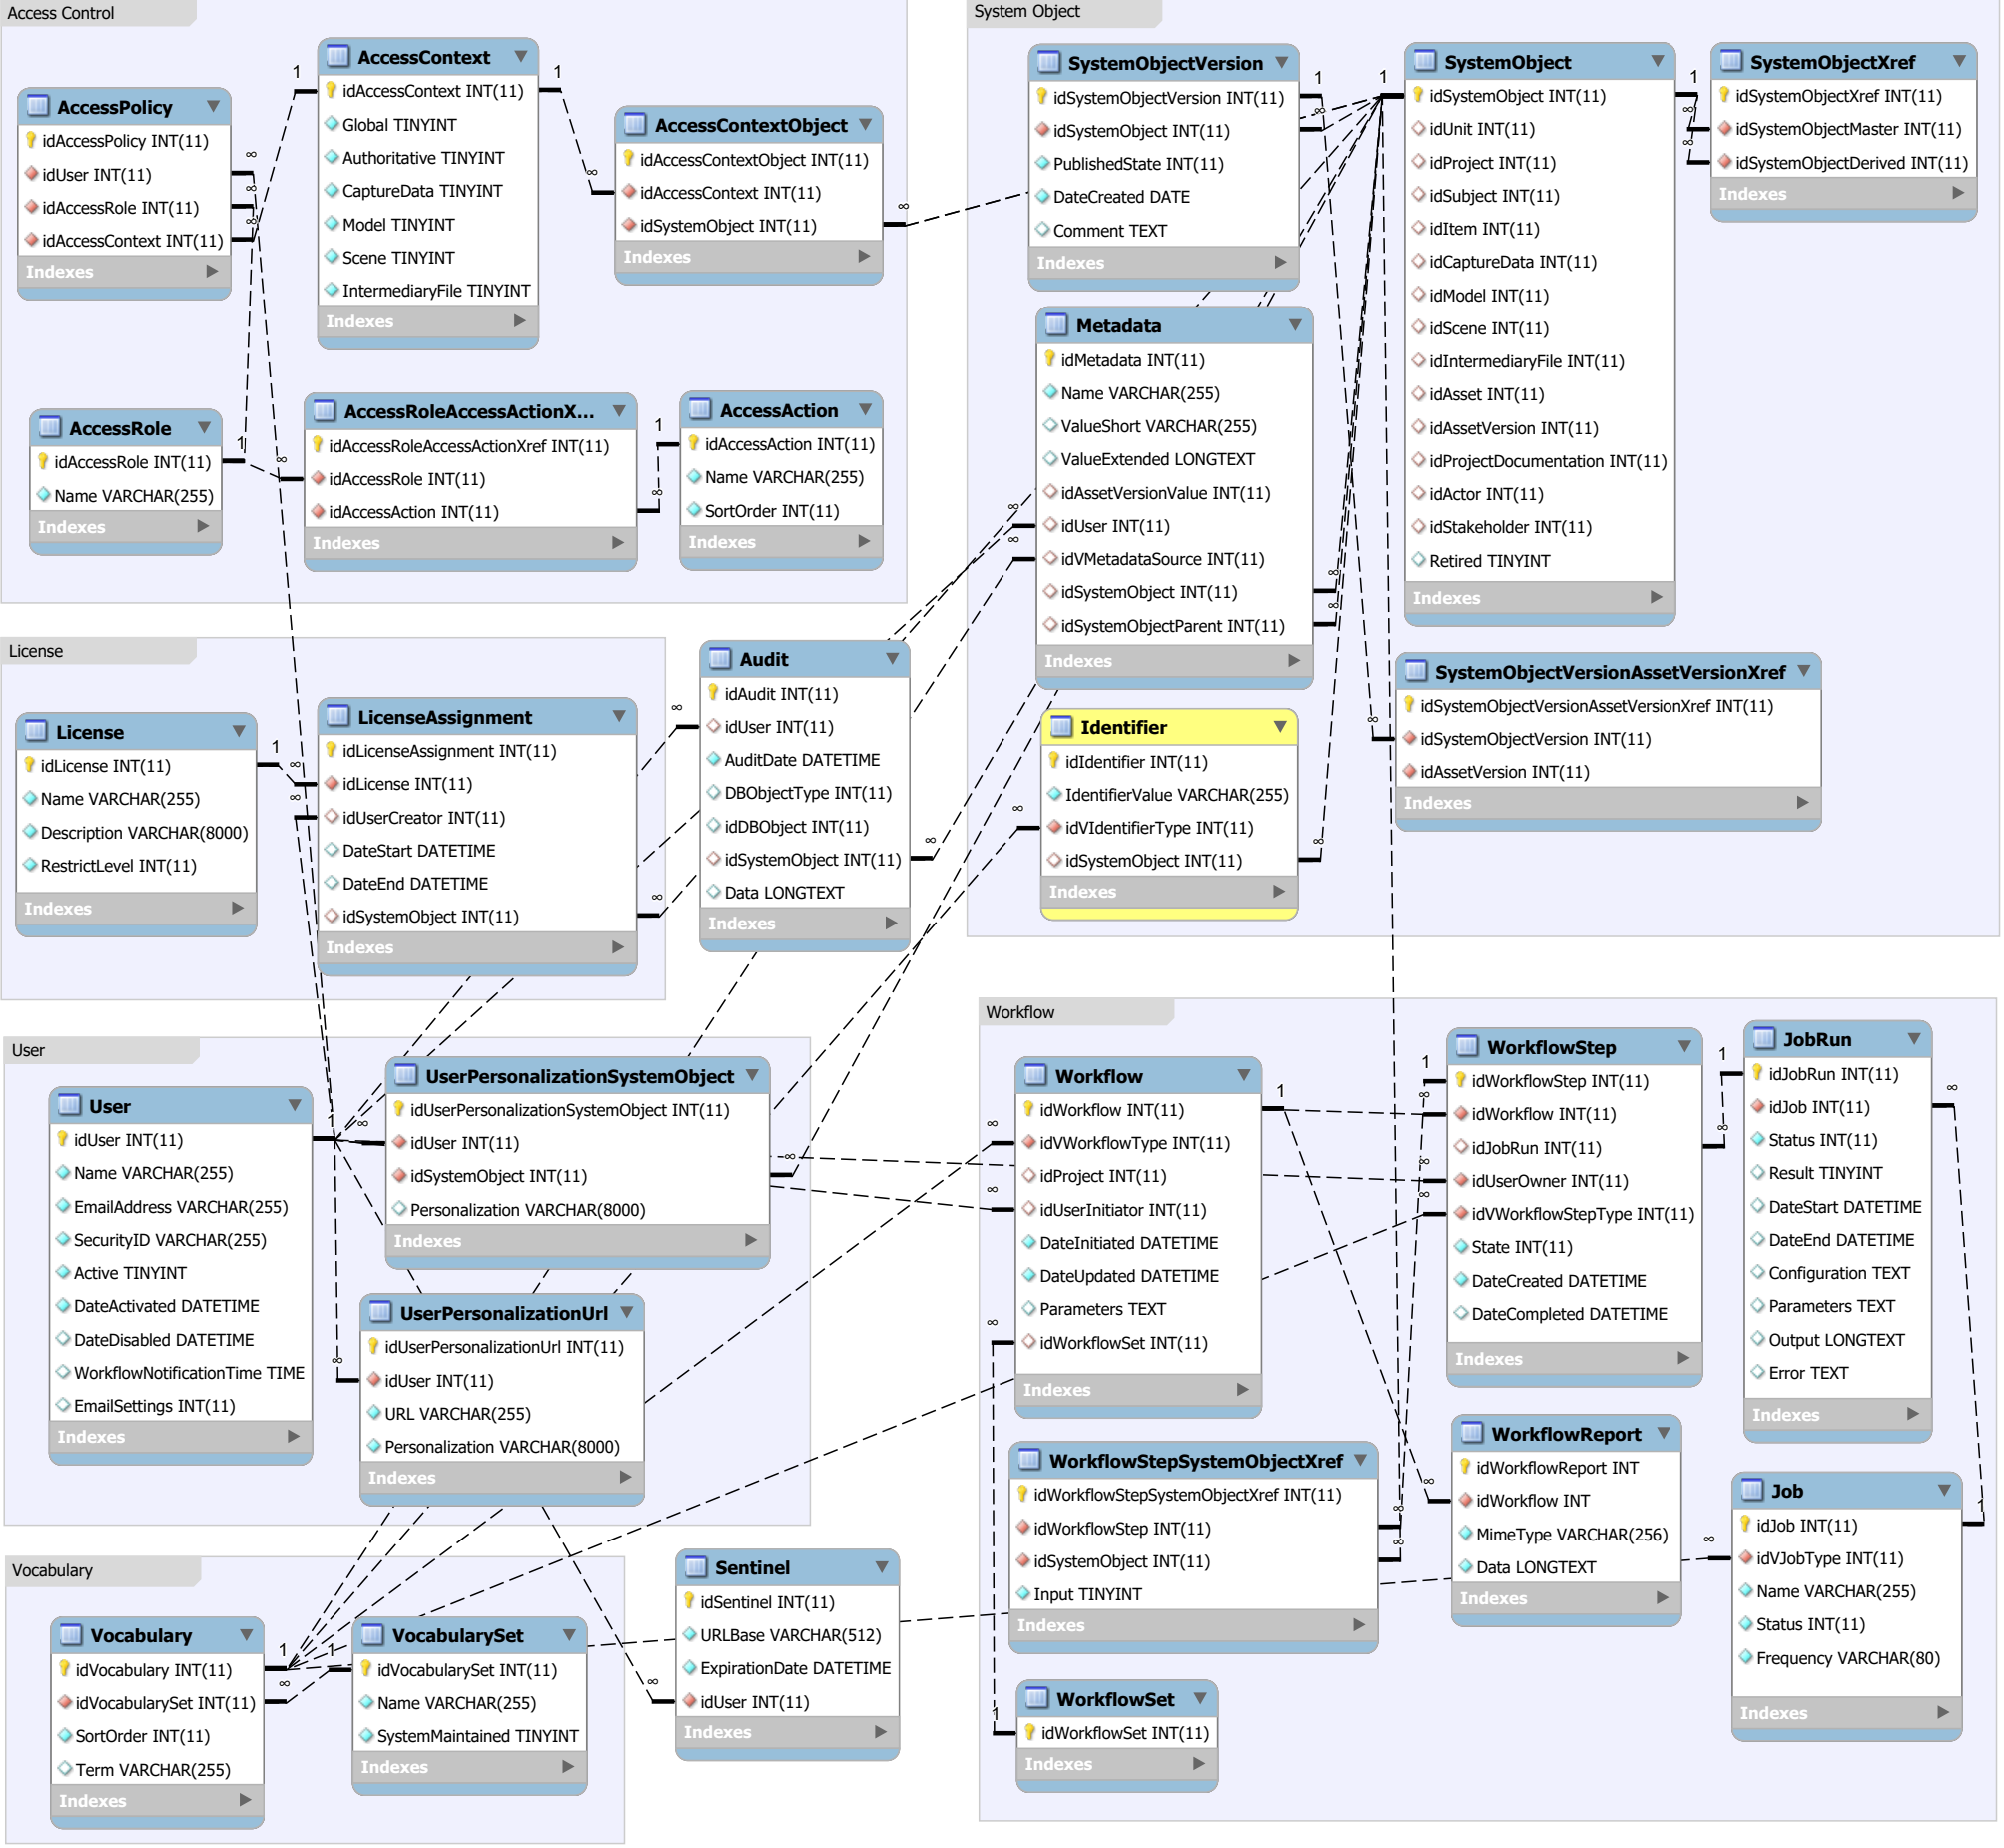 Access Control
AccessPolicy
idAccessPolicy INT(11)
idUser INT(11)
idAccessRole INT(11)
idAccessContext INT(11)
Indexes
AccessContext
idAccessContext INT(11)
Global TINYINT
Authoritative TINYINT
CaptureData TINYINT
Model TINYINT
Scene TINYINT
IntermediaryFile TINYINT
Indexes
AccessContextObject
idAccessContextObject INT(11)
idAccessContext INT(11)
idSystemObject INT(11)
Indexes
AccessRole
idAccessRole INT(11)
Name VARCHAR(255)
Indexes
AccessRoleAccessActionX...
idAccessRoleAccessActionXref INT(11)
idAccessRole INT(11)
idAccessAction INT(11)
Indexes
AccessAction
idAccessAction INT(11)
Name VARCHAR(255)
SortOrder INT(11)
Indexes
System Object
SystemObjectVersion
idSystemObjectVersion INT(11)
idSystemObject INT(11)
PublishedState INT(11)
DateCreated DATE
Comment TEXT
Indexes
SystemObject
idSystemObject INT(11)
idUnit INT(11)
idProject INT(11)
idSubject INT(11)
idItem INT(11)
idCaptureData INT(11)
idModel INT(11)
idScene INT(11)
idIntermediaryFile INT(11)
idAsset INT(11)
idAssetVersion INT(11)
idProjectDocumentation INT(11)
idActor INT(11)
idStakeholder INT(11)
Retired TINYINT
Indexes
SystemObjectXref
idSystemObjectXref INT(11)
idSystemObjectMaster INT(11)
idSystemObjectDerived INT(11)
Indexes
Metadata
idMetadata INT(11)
Name VARCHAR(255)
ValueShort VARCHAR(255)
ValueExtended LONGTEXT
idAssetVersionValue INT(11)
idUser INT(11)
idVMetadataSource INT(11)
idSystemObject INT(11)
idSystemObjectParent INT(11)
Indexes
Identifier
idIdentifier INT(11)
IdentifierValue VARCHAR(255)
idVIdentifierType INT(11)
idSystemObject INT(11)
Indexes
SystemObjectVersionAssetVersionXref
idSystemObjectVersionAssetVersionXref INT(11)
idSystemObjectVersion INT(11)
idAssetVersion INT(11)
Indexes
License
License
idLicense INT(11)
Name VARCHAR(255)
Description VARCHAR(8000)
RestrictLevel INT(11)
Indexes
LicenseAssignment
idLicenseAssignment INT(11)
idLicense INT(11)
idUserCreator INT(11)
DateStart DATETIME
DateEnd DATETIME
idSystemObject INT(11)
Indexes
Audit
idAudit INT(11)
idUser INT(11)
AuditDate DATETIME
DBObjectType INT(11)
idDBObject INT(11)
idSystemObject INT(11)
Data LONGTEXT
Indexes
User
User
idUser INT(11)
Name VARCHAR(255)
EmailAddress VARCHAR(255)
SecurityID VARCHAR(255)
Active TINYINT
DateActivated DATETIME
DateDisabled DATETIME
WorkflowNotificationTime TIME
EmailSettings INT(11)
Indexes
UserPersonalizationSystemObject
idUserPersonalizationSystemObject INT(11)
idUser INT(11)
idSystemObject INT(11)
Personalization VARCHAR(8000)
Indexes
UserPersonalizationUrl
idUserPersonalizationUrl INT(11)
idUser INT(11)
URL VARCHAR(255)
Personalization VARCHAR(8000)
Indexes
Vocabulary
Vocabulary
idVocabulary INT(11)
idVocabularySet INT(11)
SortOrder INT(11)
Term VARCHAR(255)
Indexes
VocabularySet
idVocabularySet INT(11)
Name VARCHAR(255)
SystemMaintained TINYINT
Indexes
Sentinel
idSentinel INT(11)
URLBase VARCHAR(512)
ExpirationDate DATETIME
idUser INT(11)
Indexes
Workflow
Workflow
idWorkflow INT(11)
idVWorkflowType INT(11)
idProject INT(11)
idUserInitiator INT(11)
DateInitiated DATETIME
DateUpdated DATETIME
Parameters TEXT
idWorkflowSet INT(11)
Indexes
WorkflowStep
idWorkflowStep INT(11)
idWorkflow INT(11)
idJobRun INT(11)
idUserOwner INT(11)
idVWorkflowStepType INT(11)
State INT(11)
DateCreated DATETIME
DateCompleted DATETIME
Indexes
JobRun
idJobRun INT(11)
idJob INT(11)
Status INT(11)
Result TINYINT
DateStart DATETIME
DateEnd DATETIME
Configuration TEXT
Parameters TEXT
Output LONGTEXT
Error TEXT
Indexes
WorkflowStepSystemObjectXref
idWorkflowStepSystemObjectXref INT(11)
idWorkflowStep INT(11)
idSystemObject INT(11)
Input TINYINT
Indexes
WorkflowReport
idWorkflowReport INT
idWorkflow INT
MimeType VARCHAR(256)
Data LONGTEXT
Indexes
Job
idJob INT(11)
idVJobType INT(11)
Name VARCHAR(255)
Status INT(11)
Frequency VARCHAR(80)
Indexes
WorkflowSet
idWorkflowSet INT(11)
Indexes